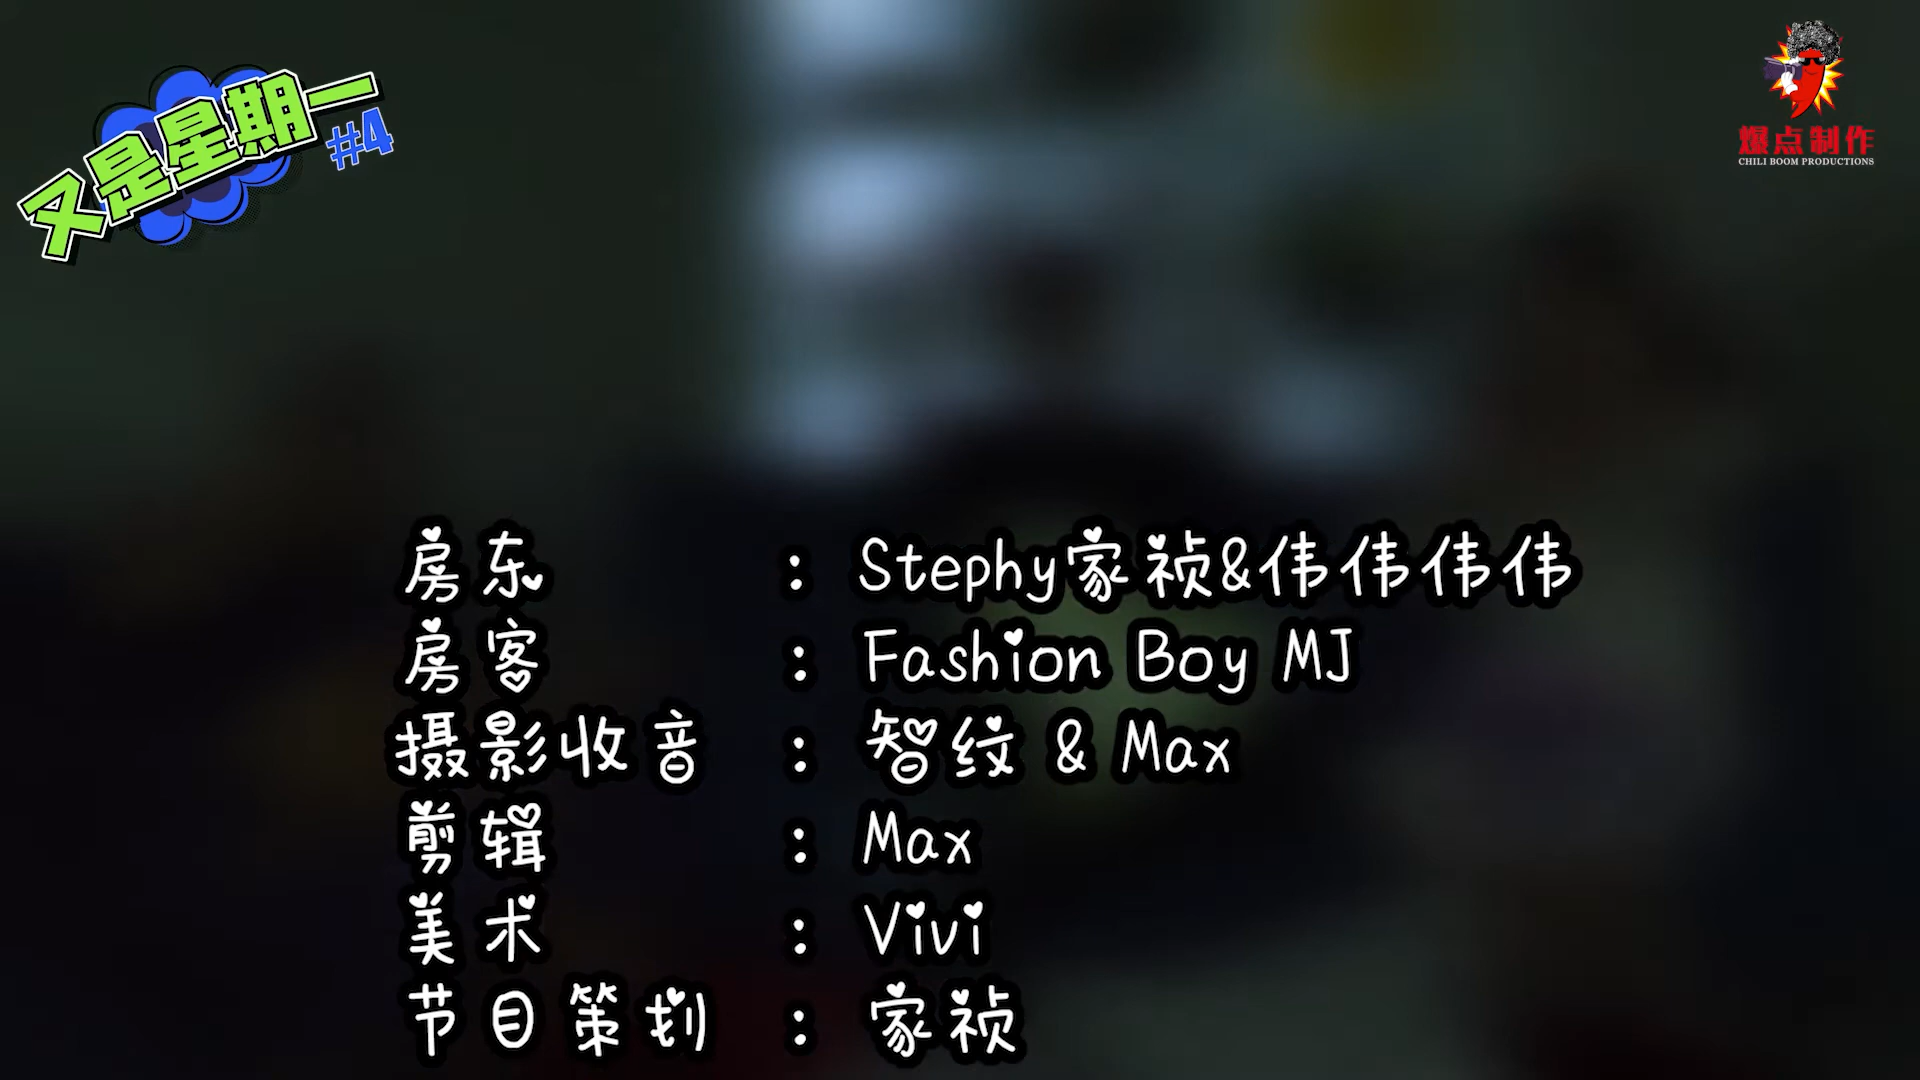 又是星期一
#4
爆点制作
CHILI BOOM PRODUCTIONS
房东 : Stephy家祯&伟伟伟伟
房客 : Fashion Boy MJ
摄影收音 : 智纹 & Max
剪辑 : Max
美术 : Vivi
节目策划 : 家祯